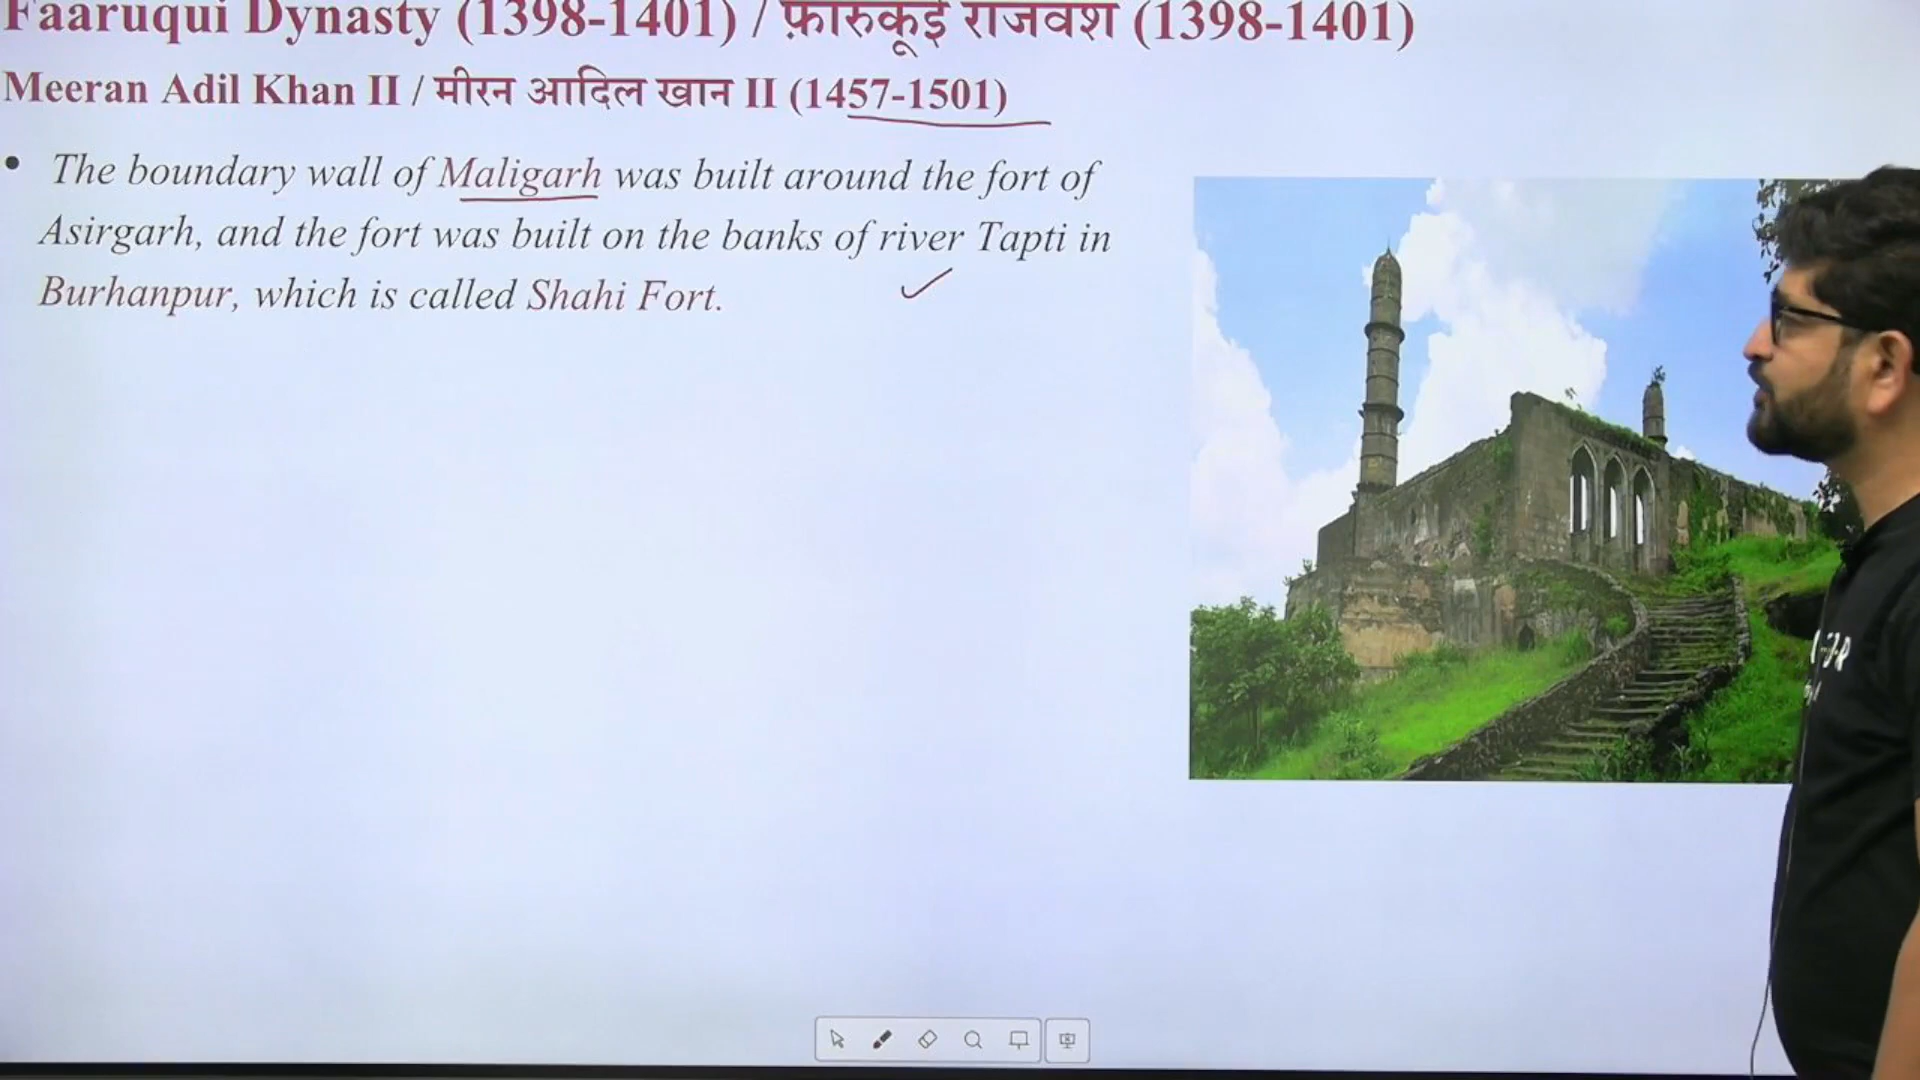 Faaruqui Dynasty (1398-1401) / फ़ारुकूई राजवंश (1398-1401)
Meeran Adil Khan II / मीरन आदिल खान II (1457-1501)
• The boundary wall of Maligarh was built around the fort of
Asirgarh, and the fort was built on the banks of river Tapti in
Burhanpur, which is called Shahi Fort.